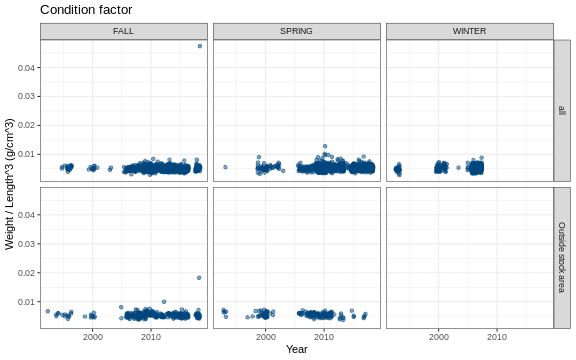 Condition factor
FALL
SPRING
WINTER
0.04
0.03
0.02
0.01
all
0.04
0.03
0.02
0.01
Outside stock area
Weight / Length^3 (g/cm^3)
2000
2010
2000
2010
2000
2010
Year